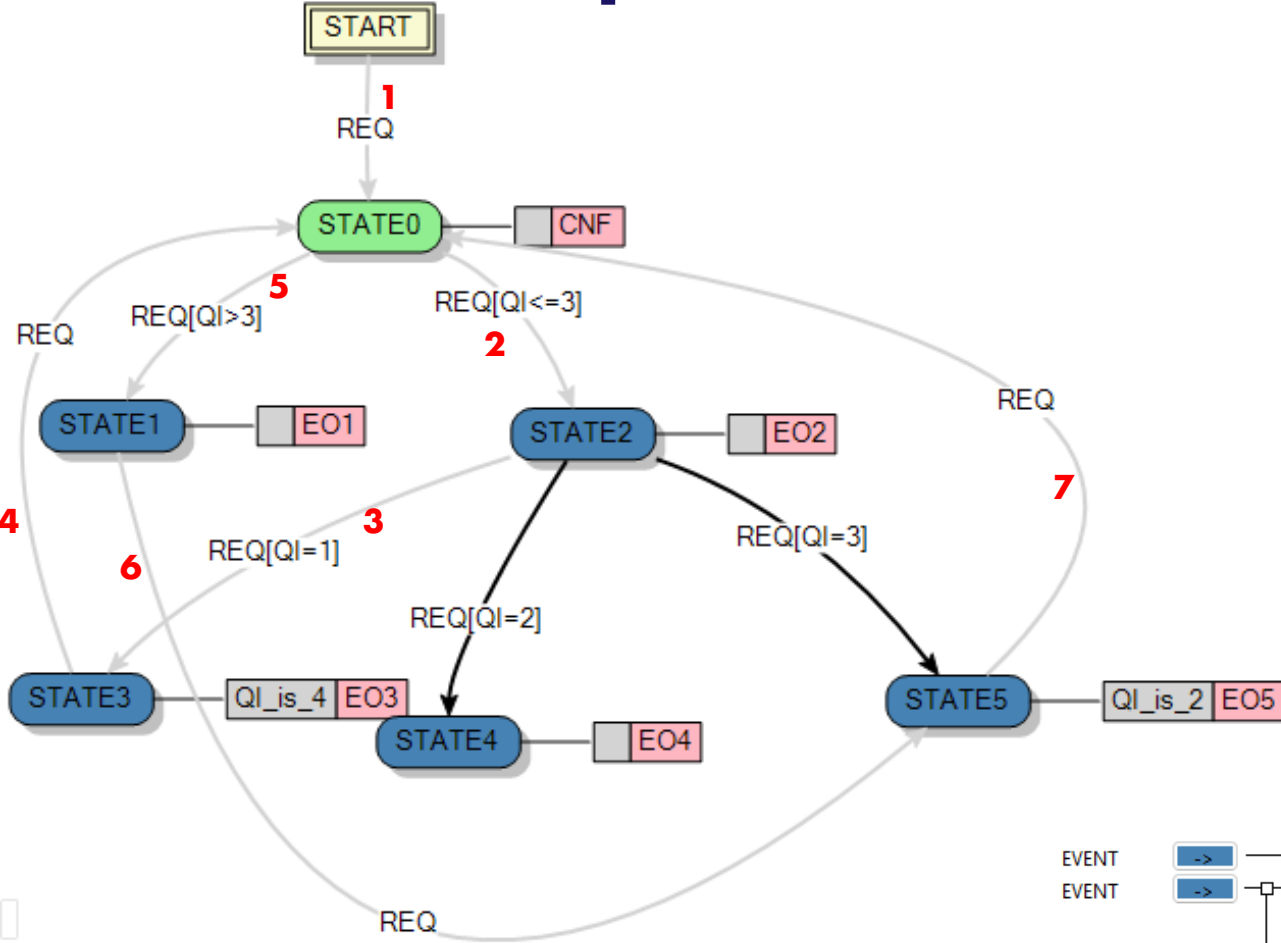 START
1
REQ
STATE0
CNF
5
REQ[QI>3]
REQ[QI<=3]
2
REQ
REQ
STATE1
EO1
STATE2
EO2
7
4
3
REQ[QI=1]
6
REQ[QI=3]
REQ[QI=2]
STATE3
QI_is_4
EO3
STATE4
EO4
STATE5
QI_is_2
EO5
EVENT
->
EVENT
->
REQ